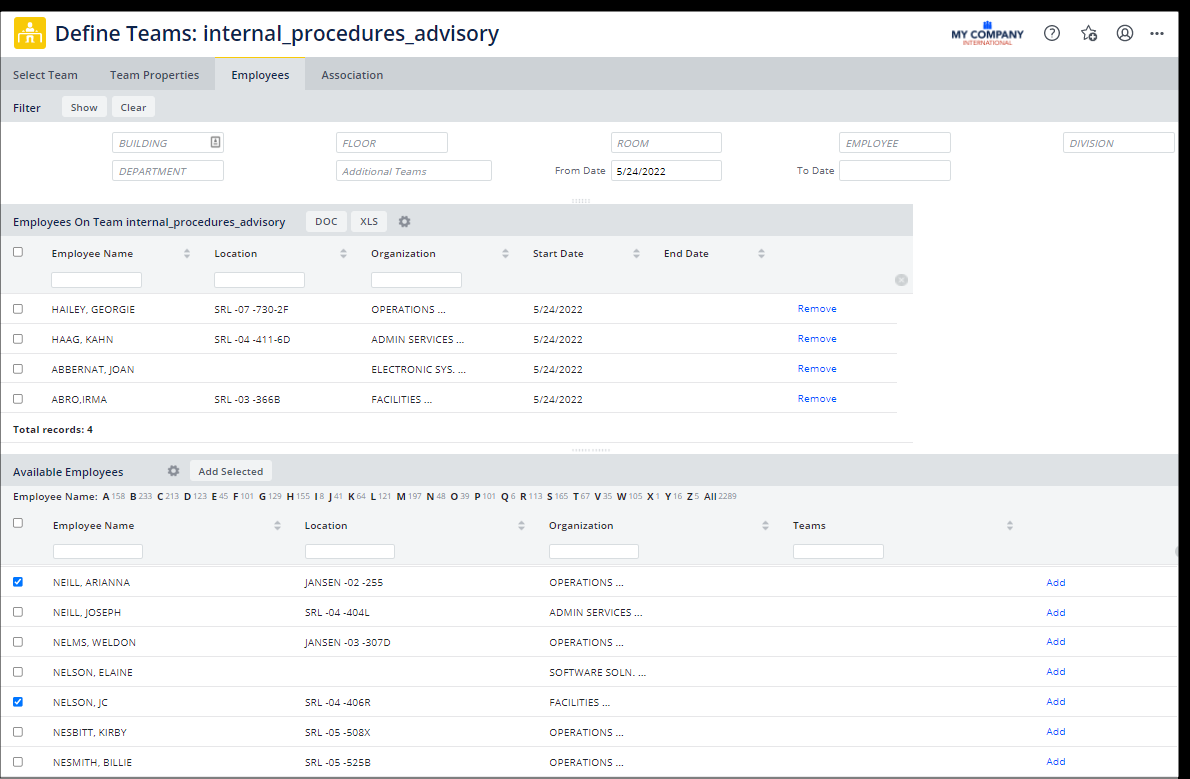 Define Teams: internal_procedures_advisory
MY COMPANY
INTERNATIONAL
Select Team Team Properties Employees Association
Filter Show Clear
BUILDING FLOOR ROOM EMPLOYEE DIVISION
DEPARTMENT Additional Teams From Date 5/24/2022 To Date
Employees On Team internal_procedures_advisory DOC XLS
Employee Name Location Organization Start Date End Date
HAILEY, GEORGIE SRL -07 -730-2F OPERATIONS ... 5/24/2022 Remove
HAAG, KAHN SRL -04 -411-6D ADMIN SERVICES ... 5/24/2022 Remove
ABBERNAT, JOAN ELECTRONIC SYS. ... 5/24/2022 Remove
ABRO,IRMA SRL -03 -366B FACILITIES ... 5/24/2022 Remove
Total records: 4
Available Employees Add Selected
Employee Name: A 158 B 233 C 213 D 123 E 45 F 101 G 129 H 155 I 8 J 41 K 64 L 121 M 197 N 48 O 39 P 101 Q 6 R 113 S 165 T 67 V 35 W 105 X 1 Y 16 Z 5 All 2289
Employee Name Location Organization Teams
NEILL, ARIANNA JANSEN -02 -255 OPERATIONS ... Add
NEILL, JOSEPH SRL -04 -404L ADMIN SERVICES ... Add
NELMS, WELDON JANSEN -03 -307D OPERATIONS ... Add
NELSON, ELAINE SOFTWARE SOLN. ... Add
NELSON, JC SRL -04 -406R FACILITIES ... Add
NESBITT, KIRBY SRL -05 -508X OPERATIONS ... Add
NESMITH, BILLIE SRL -05 -525B OPERATIONS ... Add